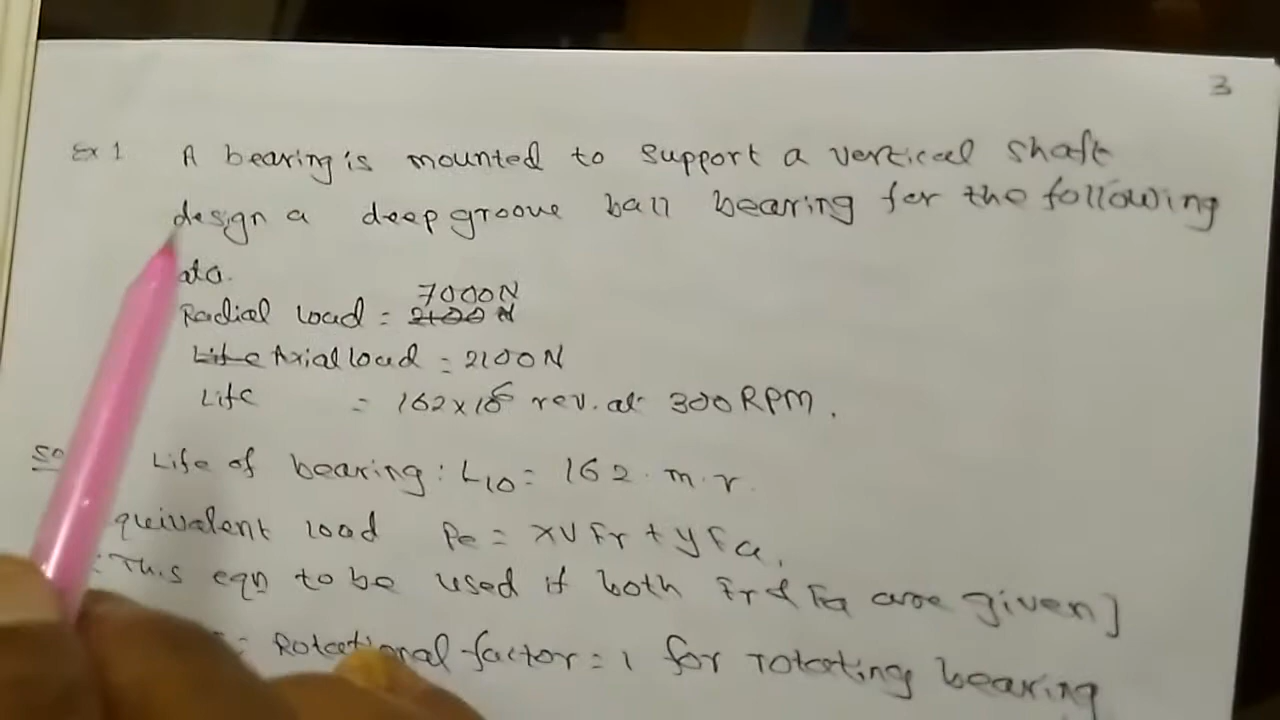 3
Ex 1 A bearing is mounted to support a vertical shaft
design a deep groove ball bearing for the following
ata.
7000N
Radial load = 2100 N
Life Axial load = 2100 N
Life = 162×10⁶ rev. at 300 RPM.
so
Life of bearing : L10 = 162. m.r.
quivalent load Pe = XVFr + YFa.
This eqn to be used if both Fr & Fa are given]
= Rotational factor = 1 for rotating bearing